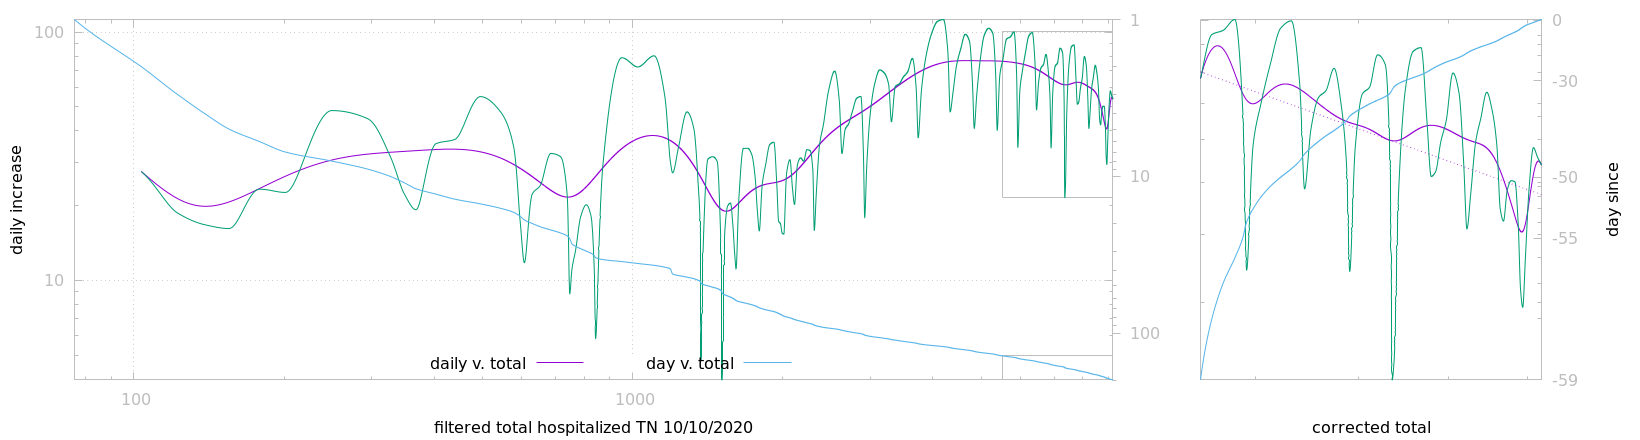 100
10
daily increase
1
10
100
daily v. total
day v. total
100
1000
filtered total hospitalized TN 10/10/2020
0
-30
-50
-55
-59
day since
corrected total